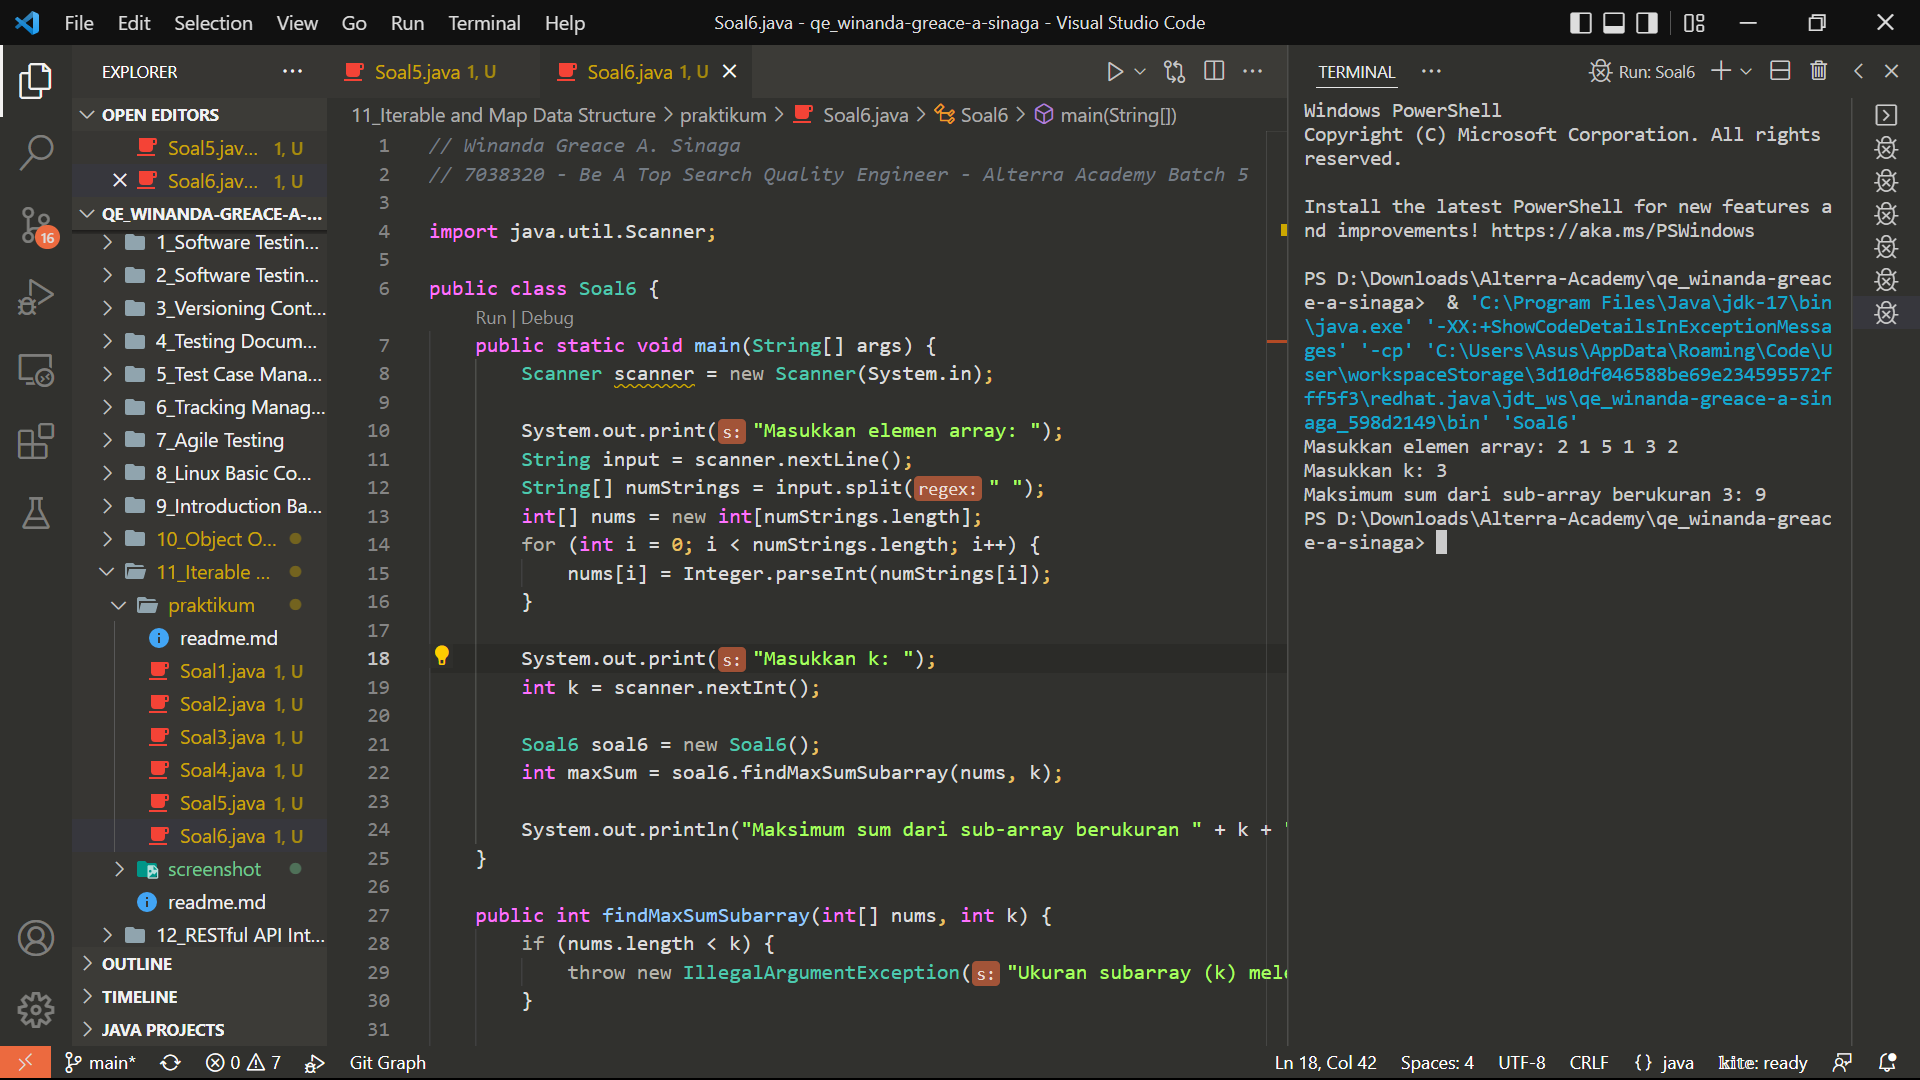 File Edit Selection View Go Run Terminal Help
Soal6.java - qe_winanda-greace-a-sinaga - Visual Studio Code
EXPLORER
OPEN EDITORS
Soal5.jav... 1, U
Soal6.jav... 1, U
QE_WINANDA-GREACE-A-...
1_Software Testin...
2_Software Testin...
3_Versioning Cont...
4_Testing Docum...
5_Test Case Mana...
6_Tracking Manag...
7_Agile Testing
8_Linux Basic Co...
9_Introduction Ba...
10_Object O...
11_Iterable ...
praktikum
readme.md
Soal1.java 1, U
Soal2.java 1, U
Soal3.java 1, U
Soal4.java 1, U
Soal5.java 1, U
Soal6.java 1, U
screenshot
readme.md
12_RESTful API Int...
OUTLINE
TIMELINE
JAVA PROJECTS
16
Soal5.java 1, U
Soal6.java 1, U
11_Iterable and Map Data Structure > praktikum > Soal6.java > Soal6 > main(String[])
1 // Winanda Greace A. Sinaga
2 // 7038320 - Be A Top Search Quality Engineer - Alterra Academy Batch 5
3
4 import java.util.Scanner;
5
6 public class Soal6 {
Run | Debug
7 public static void main(String[] args) {
8 Scanner scanner = new Scanner(System.in);
9
10 System.out.print(s: "Masukkan elemen array: ");
11 String input = scanner.nextLine();
12 String[] numStrings = input.split(regex: " ");
13 int[] nums = new int[numStrings.length];
14 for (int i = 0; i < numStrings.length; i++) {
15 nums[i] = Integer.parseInt(numStrings[i]);
16 }
17
18 System.out.print(s: "Masukkan k: ");
19 int k = scanner.nextInt();
20
21 Soal6 soal6 = new Soal6();
22 int maxSum = soal6.findMaxSumSubarray(nums, k);
23
24 System.out.println("Maksimum sum dari sub-array berukuran " + k + "
25 }
26
27 public int findMaxSumSubarray(int[] nums, int k) {
28 if (nums.length < k) {
29 throw new IllegalArgumentException(s: "Ukuran subarray (k) mel
30 }
31
TERMINAL
Run: Soal6
Windows PowerShell
Copyright (C) Microsoft Corporation. All rights
reserved.
Install the latest PowerShell for new features a
nd improvements! https://aka.ms/PSWindows
PS D:\Downloads\Alterra-Academy\qe_winanda-greac
e-a-sinaga>  & 'C:\Program Files\Java\jdk-17\bin
\java.exe' '-XX:+ShowCodeDetailsInExceptionMessa
ges' '-cp' 'C:\Users\Asus\AppData\Roaming\Code\U
ser\workspaceStorage\3d10df046588be69e234595572f
ff5f3\redhat.java\jdt_ws\qe_winanda-greace-a-sin
aga_598d2149\bin' 'Soal6'
Masukkan elemen array: 2 1 5 1 3 2
Masukkan k: 3
Maksimum sum dari sub-array berukuran 3: 9
PS D:\Downloads\Alterra-Academy\qe_winanda-greac
e-a-sinaga>
main* 0 7 Git Graph
Ln 18, Col 42 Spaces: 4 UTF-8 CRLF {} java kite: ready